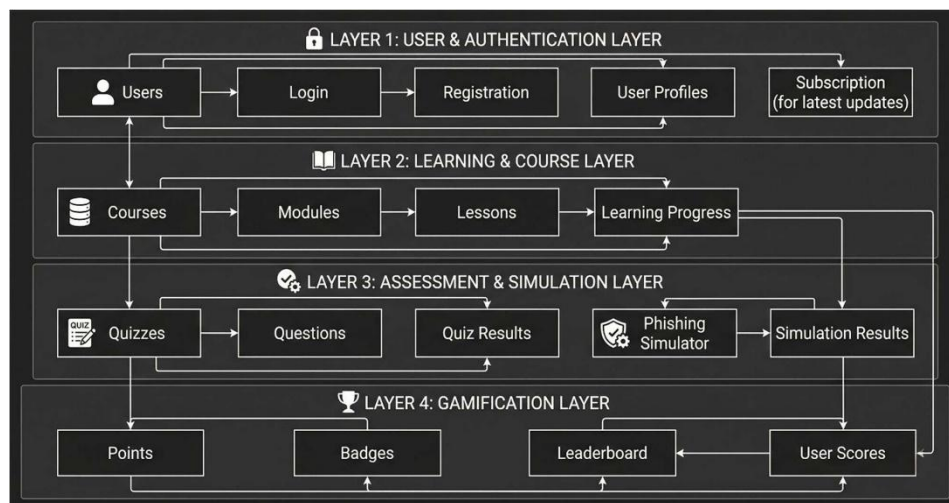 LAYER 1: USER & AUTHENTICATION LAYER
Users
Login
Registration
User Profiles
Subscription
(for latest updates)
LAYER 2: LEARNING & COURSE LAYER
Courses
Modules
Lessons
Learning Progress
LAYER 3: ASSESSMENT & SIMULATION LAYER
QUIZ
Quizzes
Questions
Quiz Results
Phishing
Simulator
Simulation Results
LAYER 4: GAMIFICATION LAYER
Points
Badges
Leaderboard
User Scores